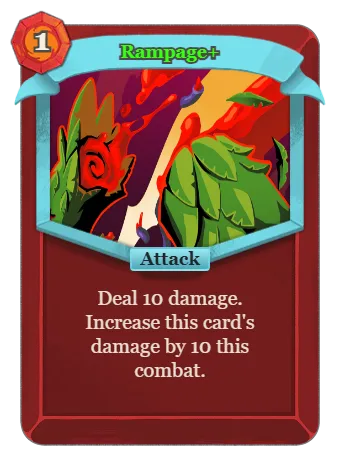 1
Rampage+
Attack
Deal 10 damage.
Increase this card's
damage by 10 this
combat.